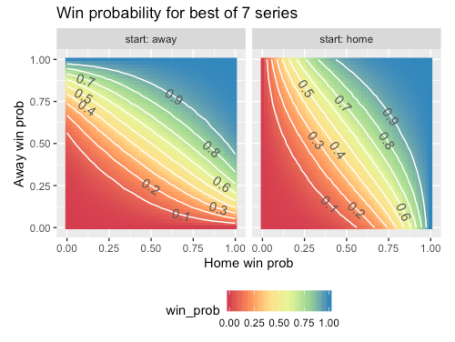 Win probability for best of 7 series
start: away
start: home
Away win prob
1.00
0.75
0.50
0.25
0.00
0.9
0.7
0.5
0.4
0.8
0.6
0.2
0.3
0.1
0.9
0.5
0.7
0.8
0.3
0.4
0.1
0.2
0.6
0.00 0.25 0.50 0.75 1.00
0.00 0.25 0.50 0.75 1.00
Home win prob
win_prob
0.00 0.25 0.50 0.75 1.00